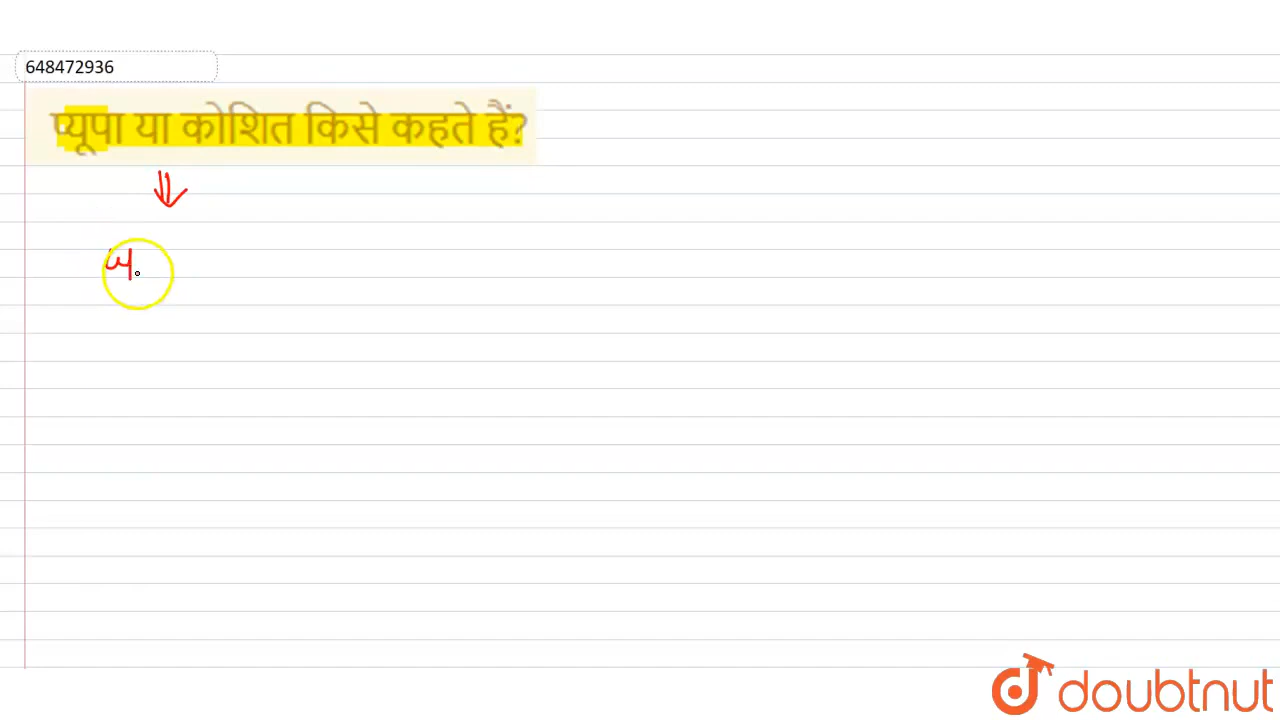 648472936
प्यूपा या कोशित किसे कहते हैं?
doubtnut